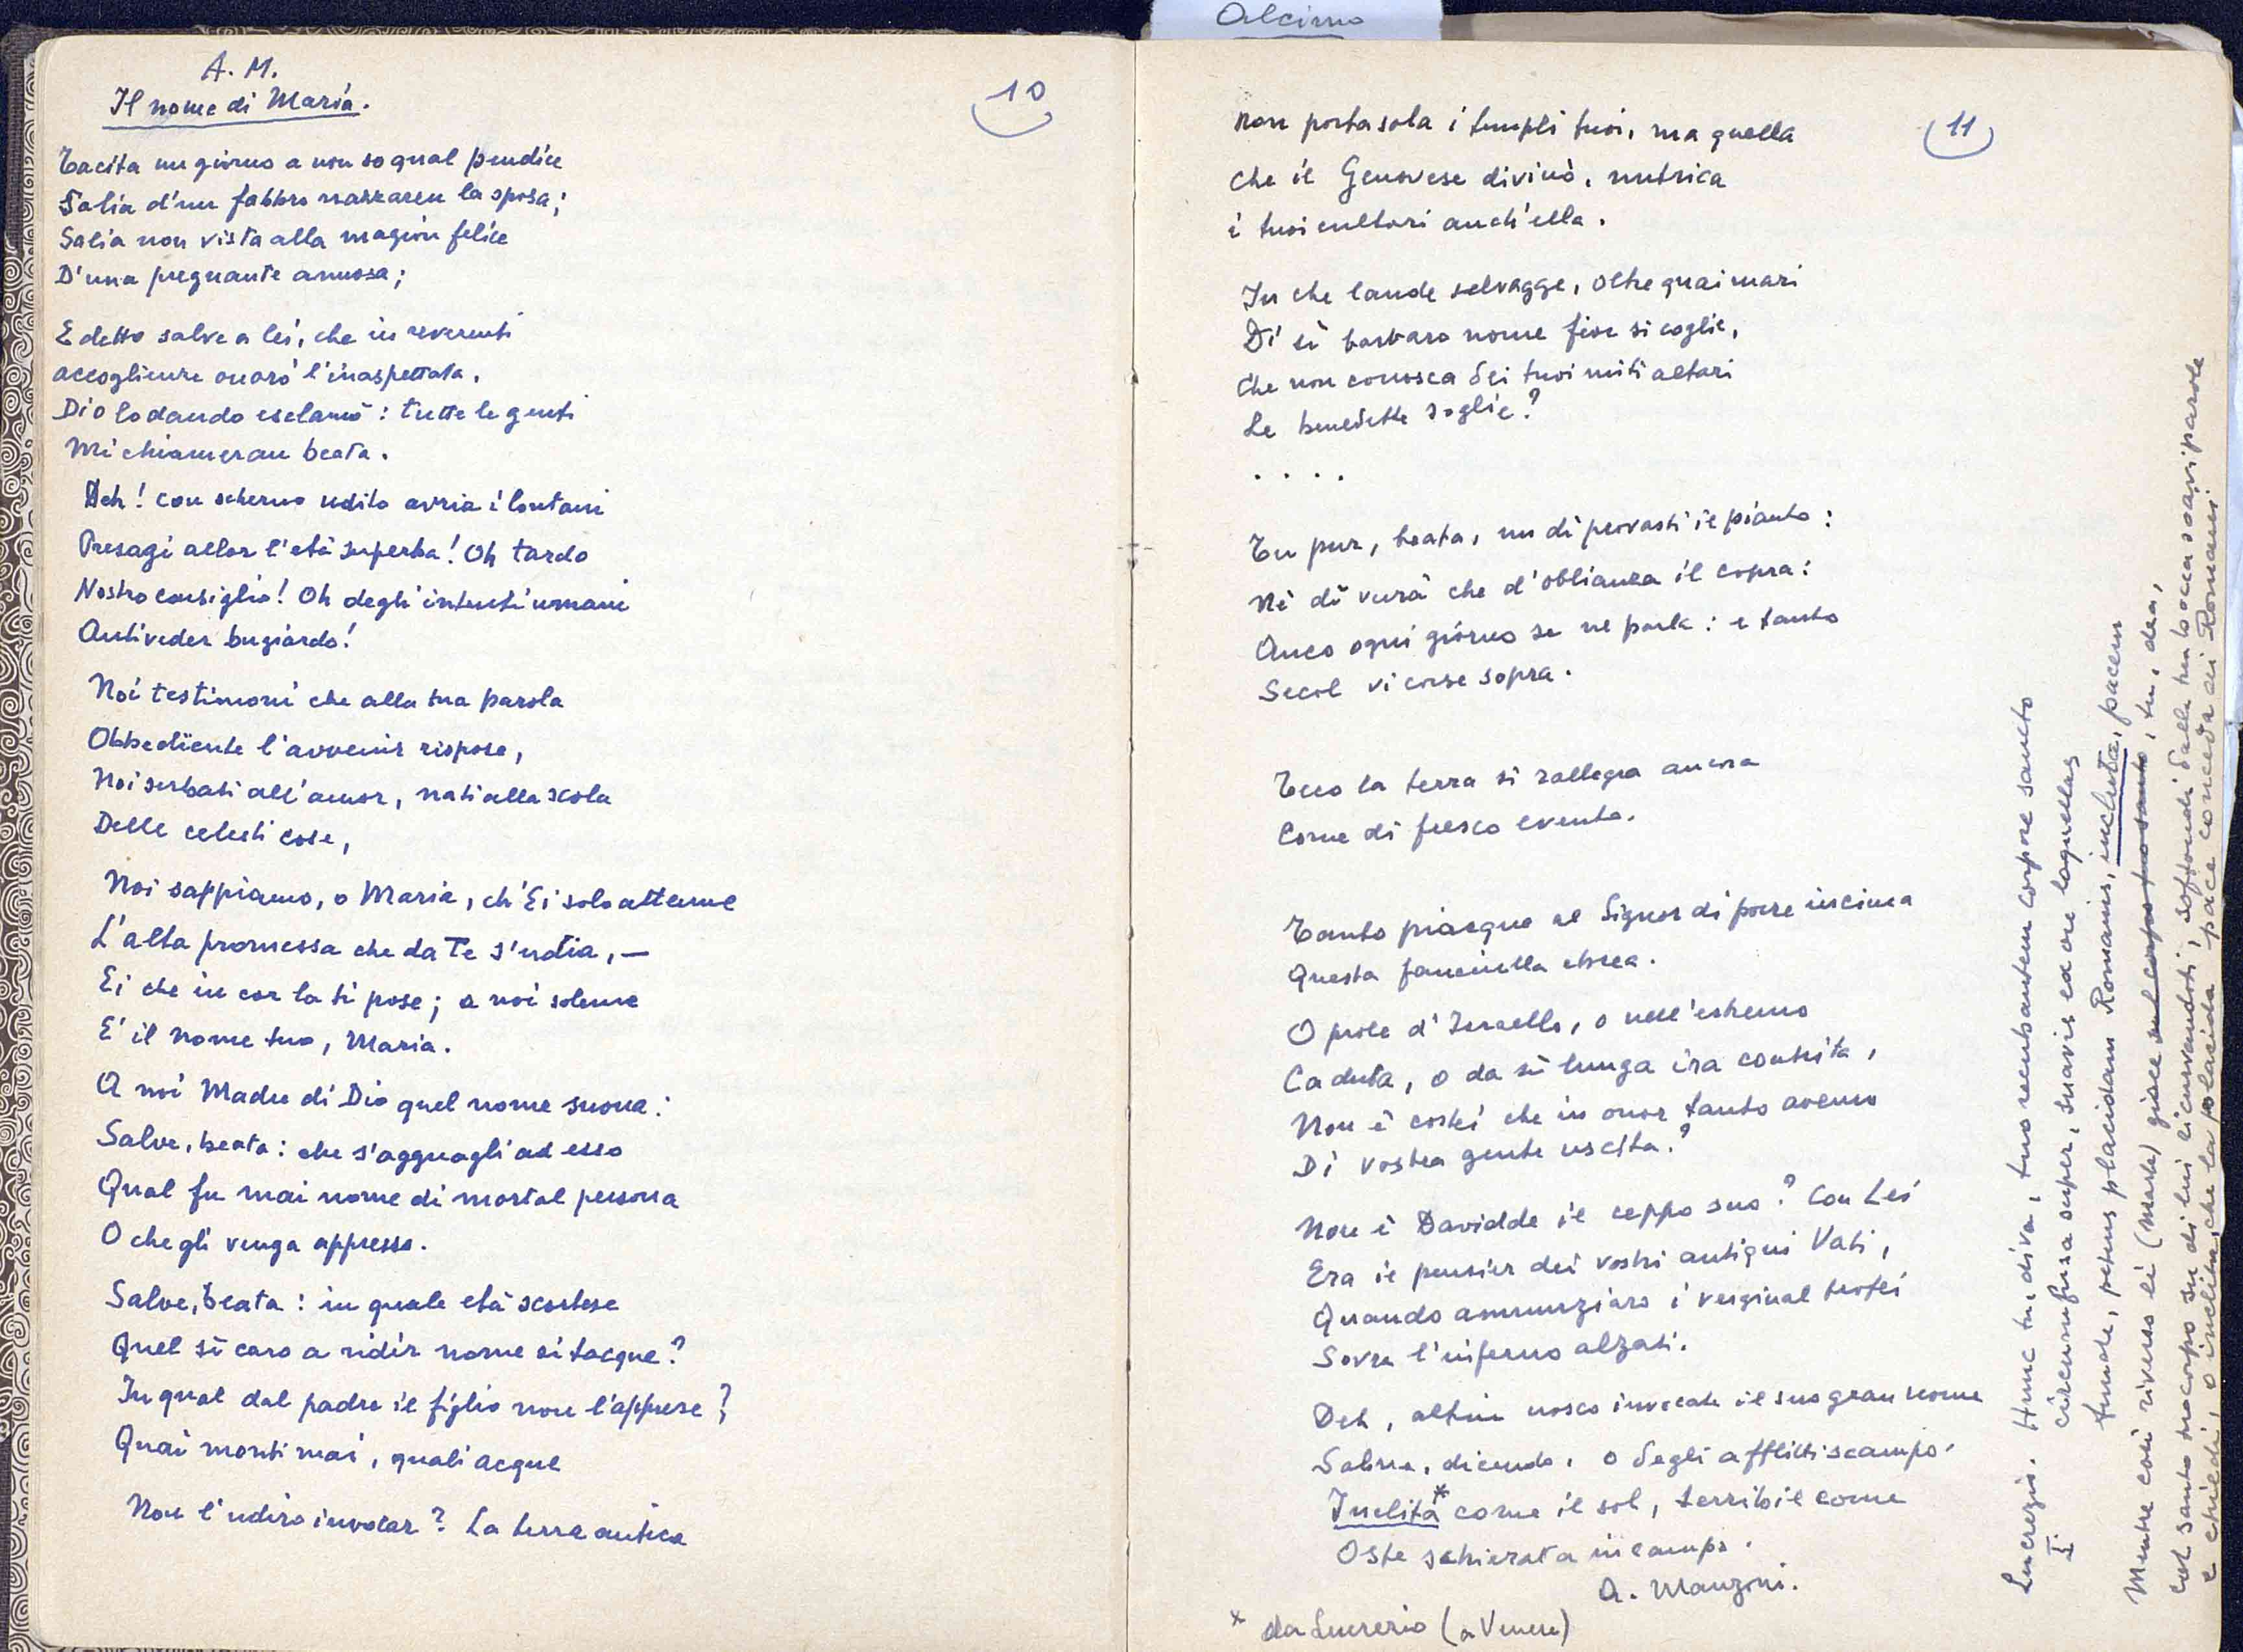 A. M.
Il nome di Maria.
10
Tacita un giorno a non so qual pendice
Salia d'un fabbro nazzaren la sposa;
Salia non vista alla magion felice
D'una pregnante annosa;
E detto salve a lei, che in reverenti
accoglienze onorò l'inaspettata,
Dio lodando esclamò: tutte le genti
Mi chiameran beata.
Deh! con scherno udito avria i lontani
Presagi allor l'età superba! Oh tardo
Nostro consiglio! Oh degl'intenti umani
Antiveder bugiardo!
Noi testimoni che alla tua parola
Obbediente l'avvenir rispose,
Noi serbati all'amor, nati alla scola
Delle celesti cose,
Noi sappiamo, o Maria, ch'Ei solo attenne
L'alta promessa che da Te s'udia, —
Ei che in cor la ti pose; a noi solenne
E' il nome tuo, Maria.
A noi Madre di Dio quel nome suona:
Salve, beata: che s'agguagli ad esso
Qual fu mai nome di mortal persona
O che gli venga appresso.
Salve, beata: in quale età scortese
Quel sì caro a ridir nome si tacque?
In qual dal padre il figlio non l'apprese?
Quai monti mai, quali acque
Non l'udiro invocar? La terra antica
Alcimo
11
non porta sola i templi tuoi, ma quella
che il Genovese divinò, nutrica
i tuoi cultori anch'ella.
In che lande selvagge, oltre quai mari
Di sì barbaro nome fior si coglie,
Che non conosca dei tuoi miti altari
Le benedette soglie?
. . . .
Tu pur, beata, un dì provasti il pianto:
Nè dì verrà che d'oblianza il copra:
Anco ogni giorno se ne parla: e tanto
Secol vi corse sopra.
Ecco la terra si rallegra ancora
Come di fresco evento.
Tanto piacque al Signor di porre in cima
Questa fanciulla ebrea.
O prole d'Israello, o nell'estremo
Caduta, o da sì lunga ira contrita,
Non è costei che in onor tanto avemo
Di vostra gente uscita?
Non è Davidde il ceppo suo? Con Lei
Era il pensier dei vostri antiqui Vati,
Quando annunziaro i verginal trofei
Sovra l'inferno alzati.
Deh, alfin nosco invocate il suo gran nome
Salve, dicendo, o degli afflitti scampo.
Inclita* come il sol, terribil come
Oste schierata in campo.
A. Manzoni.
* da Lucrezio (a Venere)
Lucrezio. Hunc tu, diva, tuo recubantem corpore sancto
I. circumfusa super, suavis ex ore loquellas
funde, petens placidam Romanis, incluta, pacem
Mentre così riverso lì (Marte) giace sul corpo tuo santo, tu, dea,
col santo tuo corpo su di lui li curvandoti, soffondi dalla tua bocca soavi parole
e chiedi, o inclita, che la placida pace conceda ai Romani